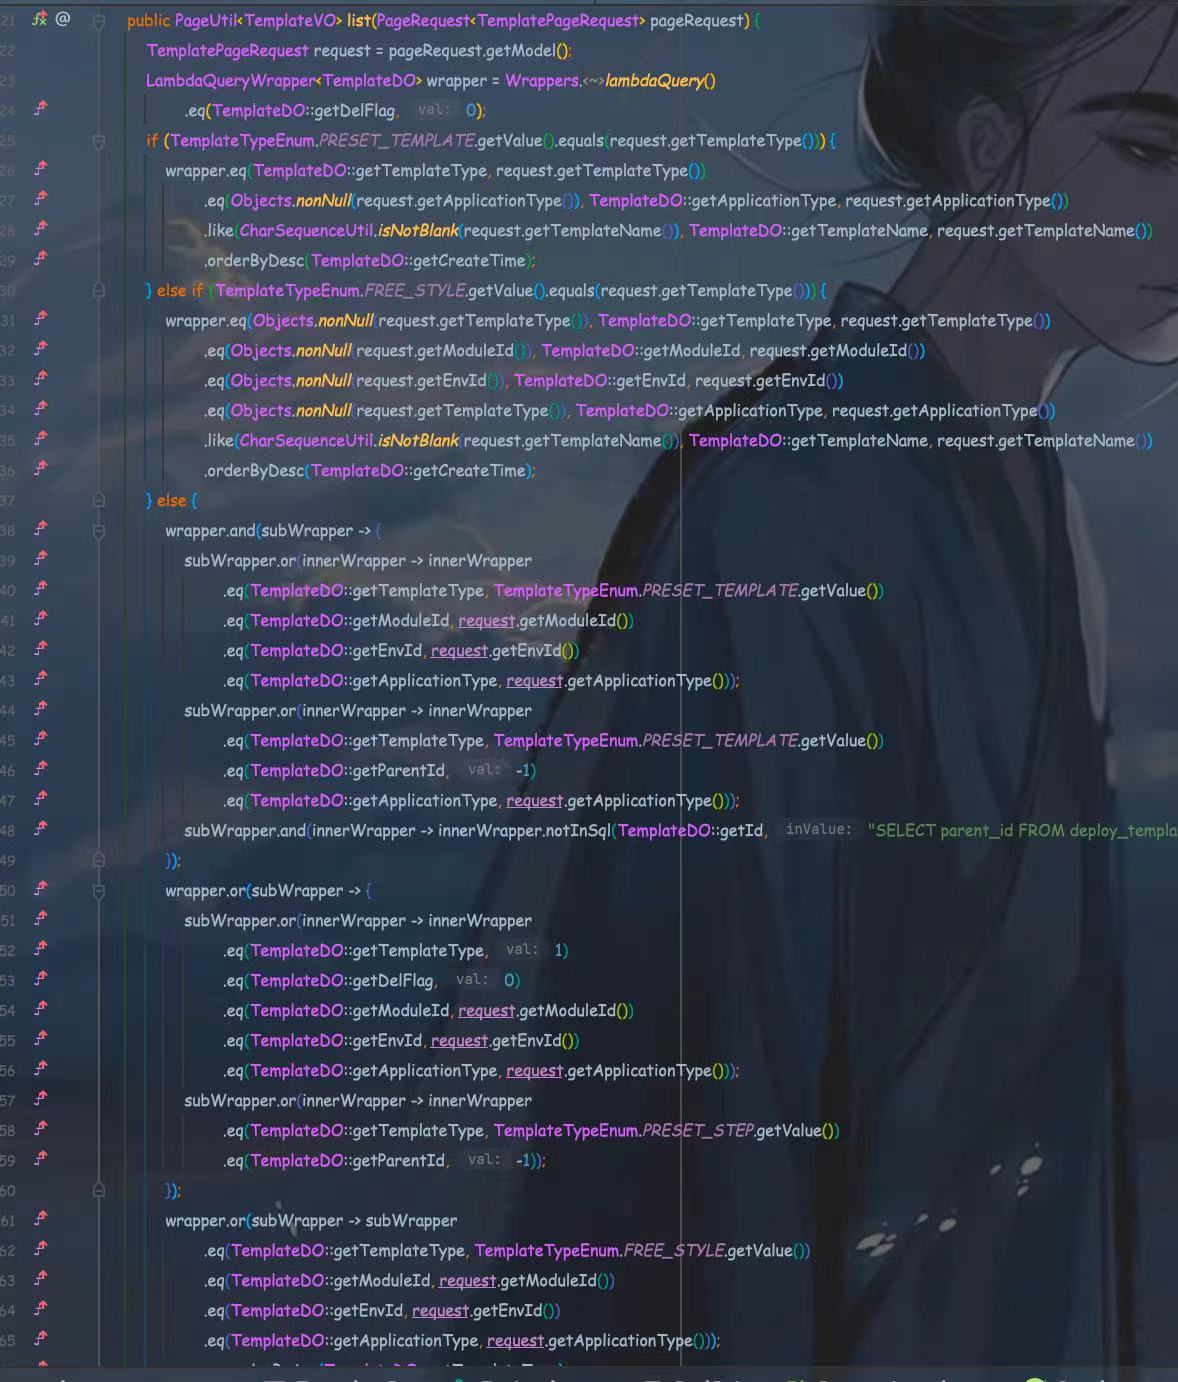 21 @ public PageUtil<TemplateVO> list(PageRequest<TemplatePageRequest> pageRequest) {
22 TemplatePageRequest request = pageRequest.getModel();
23 LambdaQueryWrapper<TemplateDO> wrapper = Wrappers.<~>lambdaQuery()
24 .eq(TemplateDO::getDelFlag, val: 0);
25 if (TemplateTypeEnum.PRESET_TEMPLATE.getValue().equals(request.getTemplateType())) {
26 wrapper.eq(TemplateDO::getTemplateType, request.getTemplateType())
27 .eq(Objects.nonNull(request.getApplicationType()), TemplateDO::getApplicationType, request.getApplicationType())
28 .like(CharSequenceUtil.isNotBlank(request.getTemplateName()), TemplateDO::getTemplateName, request.getTemplateName())
29 .orderByDesc(TemplateDO::getCreateTime);
30 } else if (TemplateTypeEnum.FREE_STYLE.getValue().equals(request.getTemplateType())) {
31 wrapper.eq(Objects.nonNull(request.getTemplateType()), TemplateDO::getTemplateType, request.getTemplateType())
32 .eq(Objects.nonNull(request.getModuleId()), TemplateDO::getModuleId, request.getModuleId())
33 .eq(Objects.nonNull(request.getEnvId()), TemplateDO::getEnvId, request.getEnvId())
34 .eq(Objects.nonNull(request.getTemplateType()), TemplateDO::getApplicationType, request.getApplicationType())
35 .like(CharSequenceUtil.isNotBlank(request.getTemplateName()), TemplateDO::getTemplateName, request.getTemplateName())
36 .orderByDesc(TemplateDO::getCreateTime);
37 } else {
38 wrapper.and(subWrapper -> {
39 subWrapper.or(innerWrapper -> innerWrapper
40 .eq(TemplateDO::getTemplateType, TemplateTypeEnum.PRESET_TEMPLATE.getValue())
41 .eq(TemplateDO::getModuleId, request.getModuleId())
42 .eq(TemplateDO::getEnvId, request.getEnvId())
43 .eq(TemplateDO::getApplicationType, request.getApplicationType()));
44 subWrapper.or(innerWrapper -> innerWrapper
45 .eq(TemplateDO::getTemplateType, TemplateTypeEnum.PRESET_TEMPLATE.getValue())
46 .eq(TemplateDO::getParentId, val: -1)
47 .eq(TemplateDO::getApplicationType, request.getApplicationType()));
48 subWrapper.and(innerWrapper -> innerWrapper.notInSql(TemplateDO::getId, inValue: "SELECT parent_id FROM deploy_templa
49 });
50 wrapper.or(subWrapper -> {
51 subWrapper.or(innerWrapper -> innerWrapper
52 .eq(TemplateDO::getTemplateType, val: 1)
53 .eq(TemplateDO::getDelFlag, val: 0)
54 .eq(TemplateDO::getModuleId, request.getModuleId())
55 .eq(TemplateDO::getEnvId, request.getEnvId())
56 .eq(TemplateDO::getApplicationType, request.getApplicationType()));
57 subWrapper.or(innerWrapper -> innerWrapper
58 .eq(TemplateDO::getTemplateType, TemplateTypeEnum.PRESET_STEP.getValue())
59 .eq(TemplateDO::getParentId, val: -1));
60 });
61 wrapper.or(subWrapper -> subWrapper
62 .eq(TemplateDO::getTemplateType, TemplateTypeEnum.FREE_STYLE.getValue())
63 .eq(TemplateDO::getModuleId, request.getModuleId())
64 .eq(TemplateDO::getEnvId, request.getEnvId())
65 .eq(TemplateDO::getApplicationType, request.getApplicationType()));